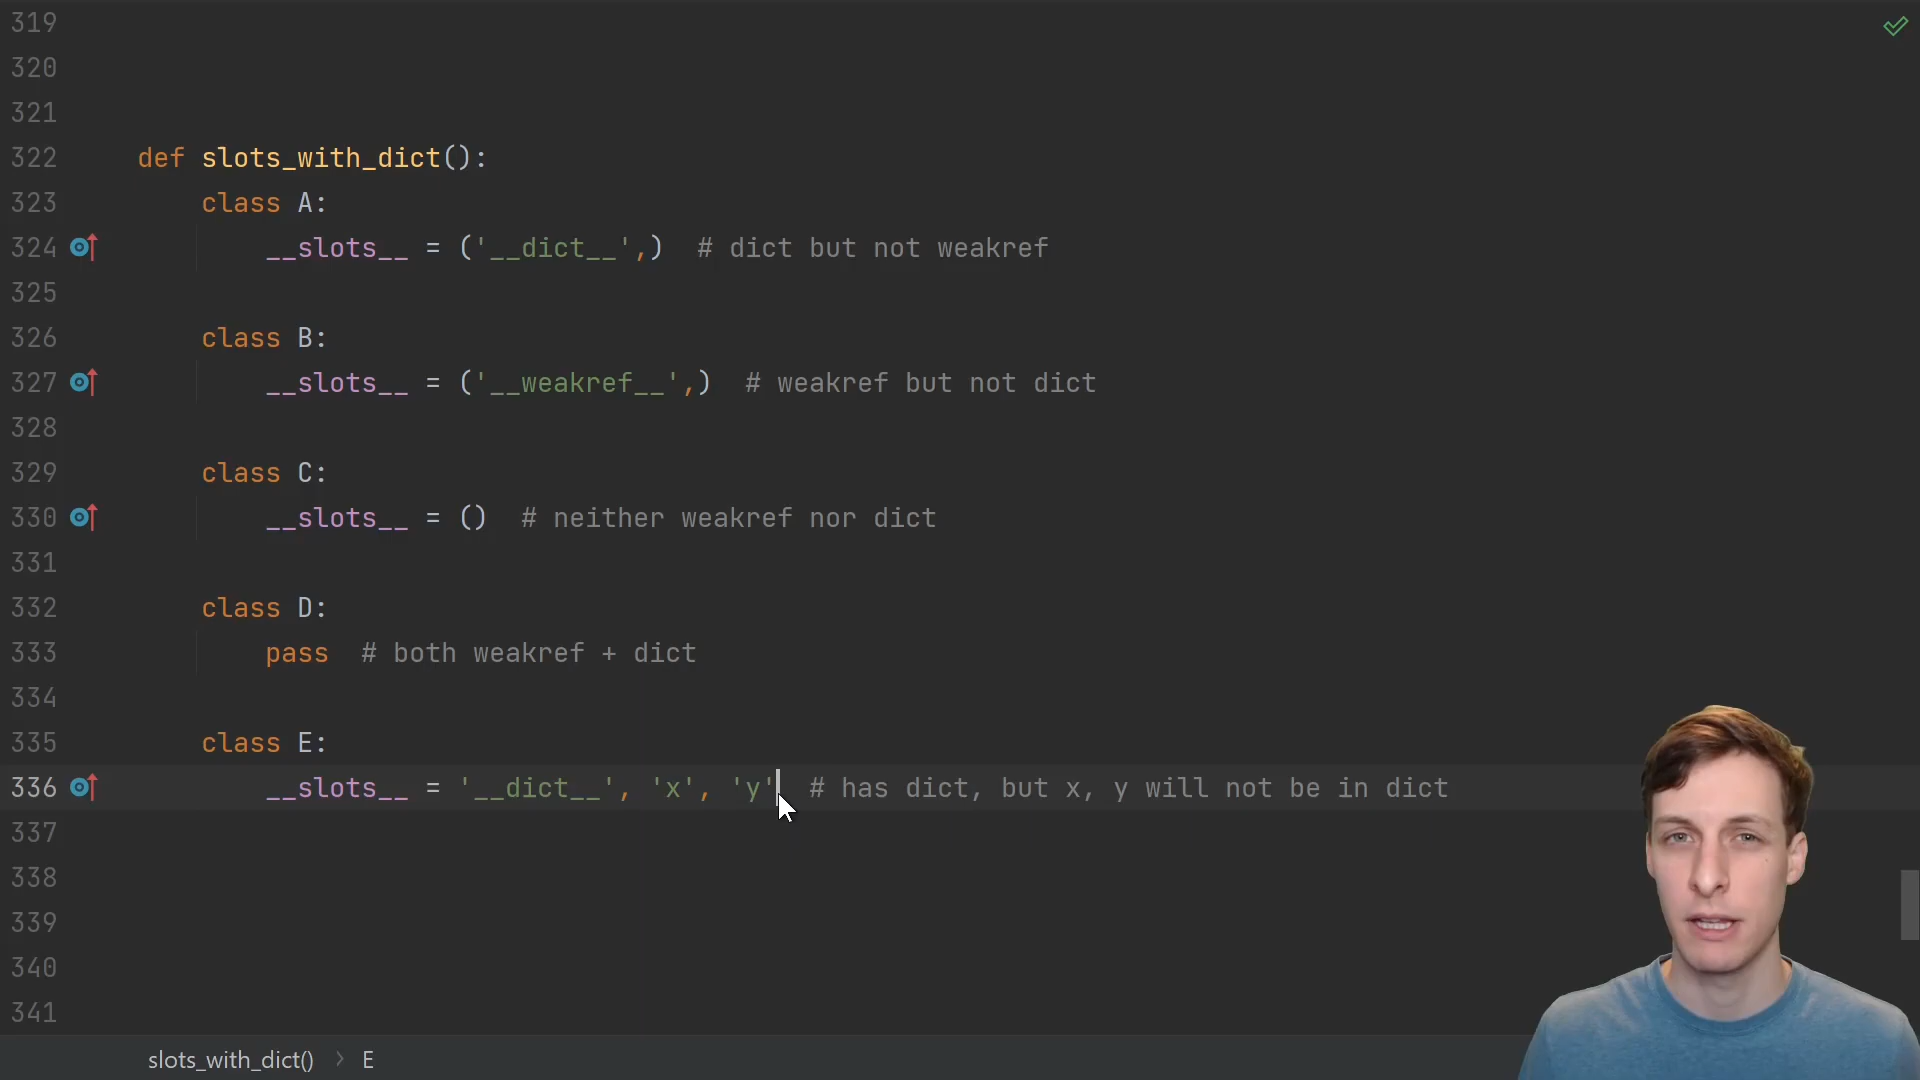 319
320
321
322 def slots_with_dict():
323 class A:
324 __slots__ = ('__dict__',) # dict but not weakref
325
326 class B:
327 __slots__ = ('__weakref__',) # weakref but not dict
328
329 class C:
330 __slots__ = () # neither weakref nor dict
331
332 class D:
333 pass # both weakref + dict
334
335 class E:
336 __slots__ = '__dict__', 'x', 'y' # has dict, but x, y will not be in dict
337
338
339
340
341
slots_with_dict() > E